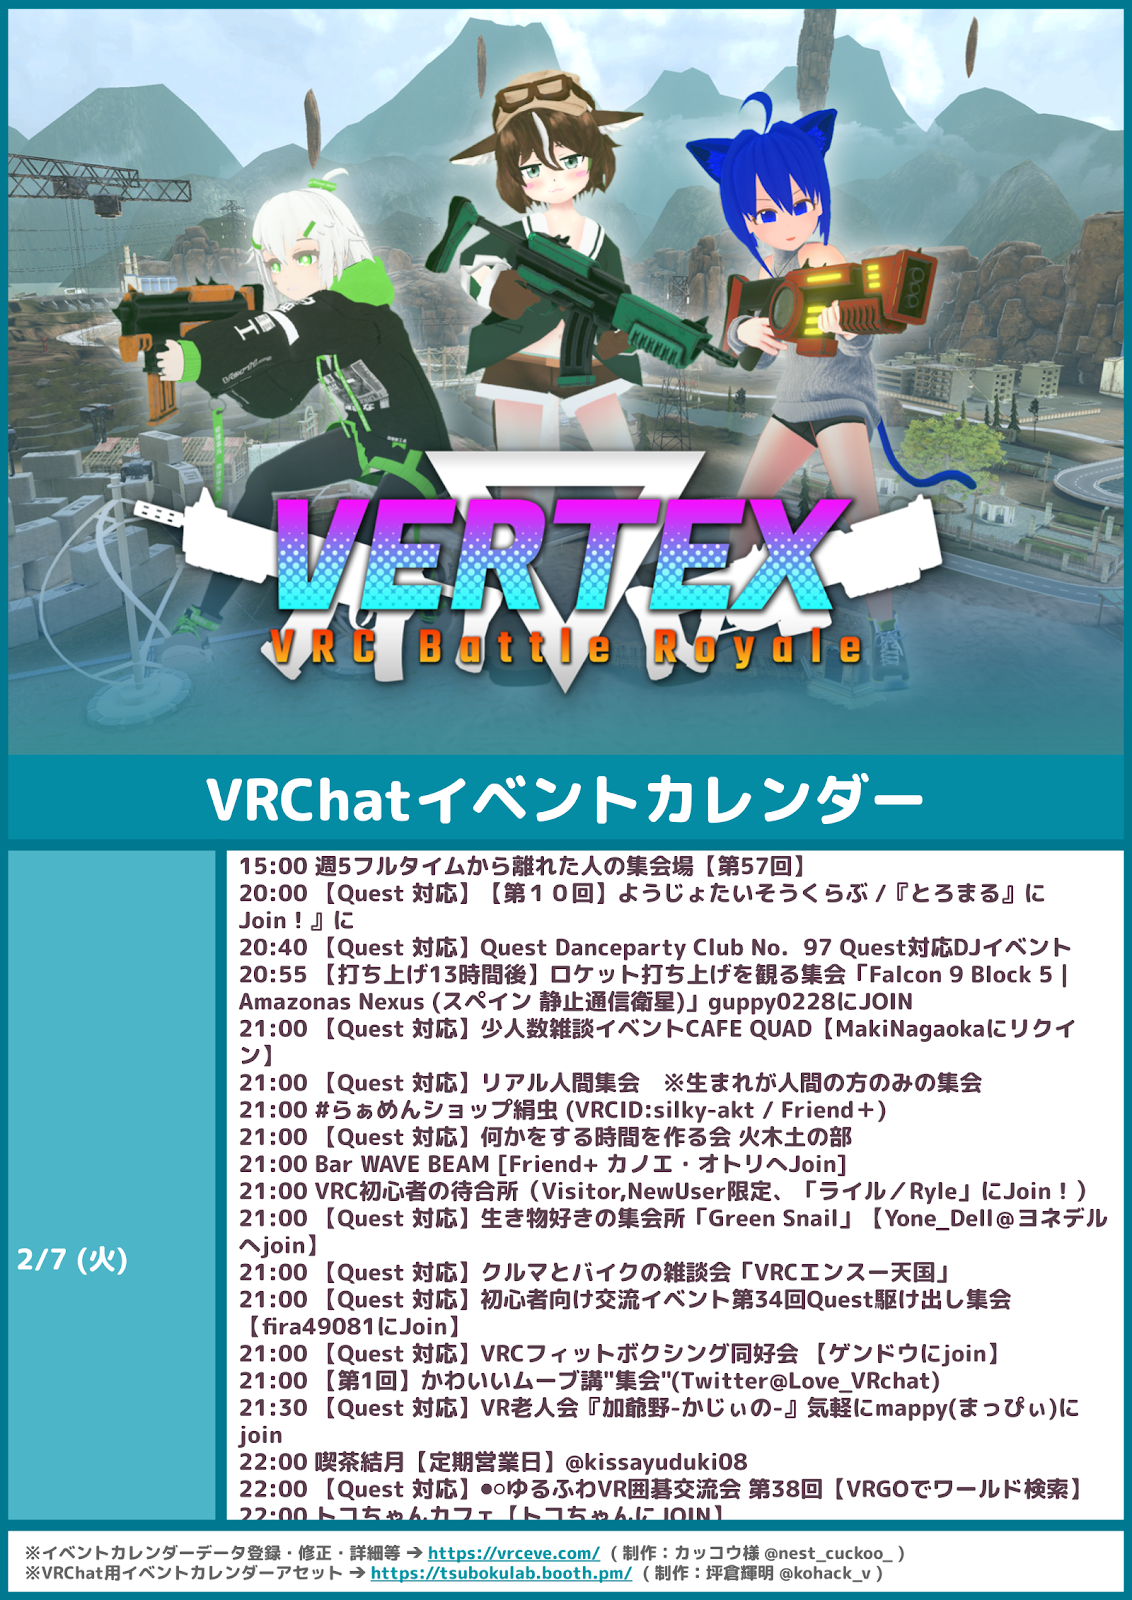 VERTEX
VRC Battle Royale
VRChatイベントカレンダー
2/7 (火)
15:00 週5フルタイムから離れた人の集会場【第57回】
20:00 【Quest 対応】【第１０回】ようじょたいそうくらぶ /『とろまる』に
Join！』に
20:40 【Quest 対応】Quest Danceparty Club No．97 Quest対応DJイベント
20:55 【打ち上げ13時間後】ロケット打ち上げを観る集会「Falcon 9 Block 5 |
Amazonas Nexus (スペイン 静止通信衛星)」guppy0228にJOIN
21:00 【Quest 対応】少人数雑談イベントCAFE QUAD【MakiNagaokaにリクイ
ン】
21:00 【Quest 対応】リアル人間集会　※生まれが人間の方のみの集会
21:00 #らぁめんショップ絹虫 (VRCID:silky-akt / Friend＋)
21:00 【Quest 対応】何かをする時間を作る会 火木土の部
21:00 Bar WAVE BEAM [Friend+ カノエ・オトリへJoin]
21:00 VRC初心者の待合所（Visitor,NewUser限定、「ライル／Ryle」にJoin！）
21:00 【Quest 対応】生き物好きの集会所「Green Snail」【Yone_Dell＠ヨネデル
へjoin】
21:00 【Quest 対応】クルマとバイクの雑談会「VRCエンスー天国」
21:00 【Quest 対応】初心者向け交流イベント第34回Quest駆け出し集会
【fira49081にJoin】
21:00 【Quest 対応】VRCフィットボクシング同好会 【ゲンドウにjoin】
21:00 【第1回】かわいいムーブ講"集会"(Twitter@Love_VRchat)
21:30 【Quest 対応】VR老人会『加爺野-かじぃの-』気軽にmappy(まっぴぃ)に
join
22:00 喫茶結月【定期営業日】@kissayuduki08
22:00 【Quest 対応】●○ゆるふわVR囲碁交流会 第38回【VRGOでワールド検索】
22:00 トコちゃんカフェ【トコちゃんにJOIN】
※イベントカレンダーデータ登録・修正・詳細等 ➔ https://vrceve.com/ ( 制作：カッコウ様 @nest_cuckoo_ )
※VRChat用イベントカレンダーアセット ➔ https://tsubokulab.booth.pm/ ( 制作：坪倉輝明 @kohack_v )